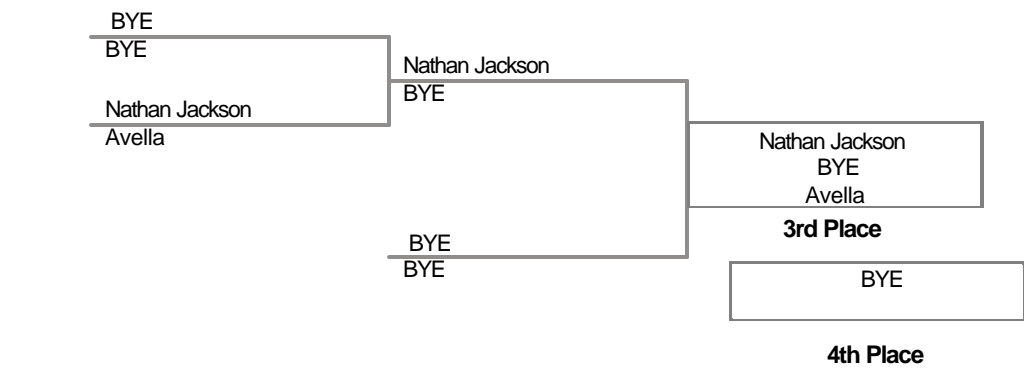 BYE
BYE
Nathan Jackson
BYE
Nathan Jackson
Avella
Nathan Jackson
BYE
Avella
3rd Place
BYE
BYE
BYE
4th Place